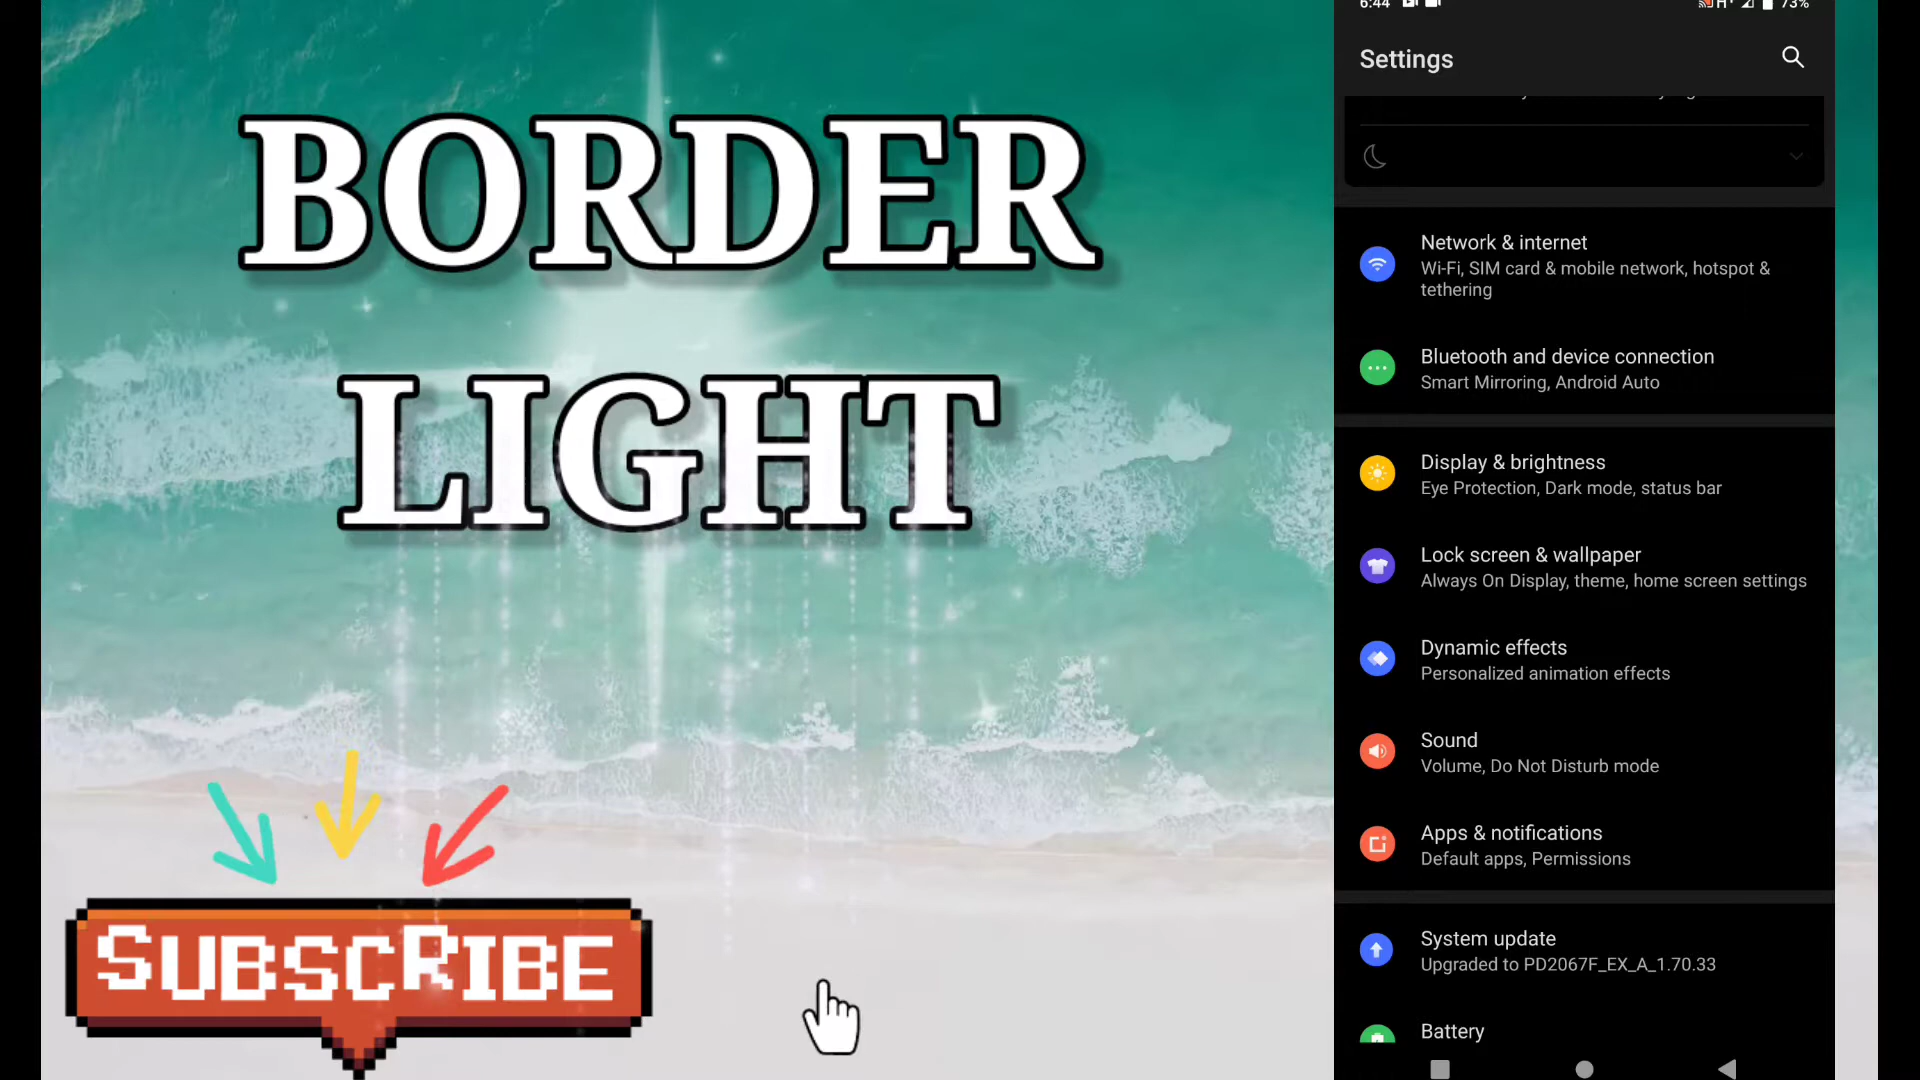 BORDER
LIGHT
SUBSCRIBE
6:44
73%
Settings
Network & internet
Wi-Fi, SIM card & mobile network, hotspot &
tethering
Bluetooth and device connection
Smart Mirroring, Android Auto
Display & brightness
Eye Protection, Dark mode, status bar
Lock screen & wallpaper
Always On Display, theme, home screen settings
Dynamic effects
Personalized animation effects
Sound
Volume, Do Not Disturb mode
Apps & notifications
Default apps, Permissions
System update
Upgraded to PD2067F_EX_A_1.70.33
Battery